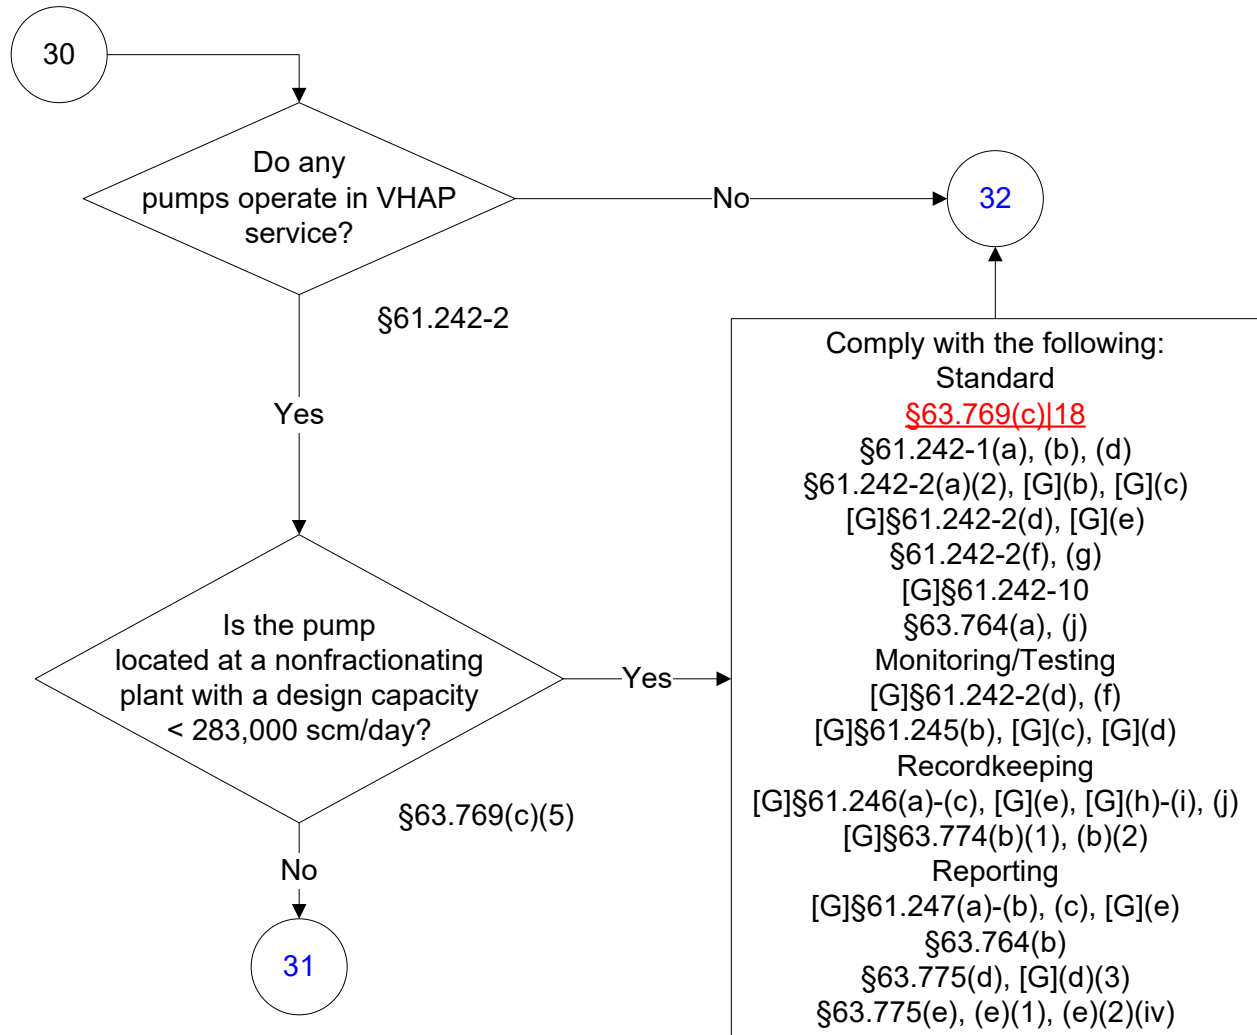 30
Do any
pumps operate in VHAP
service?
No
32
§61.242-2
Yes
Is the pump
located at a nonfractionating
plant with a design capacity
< 283,000 scm/day?
Yes
§63.769(c)(5)
No
31
Comply with the following:
Standard
§63.769(c)|18
§61.242-1(a), (b), (d)
§61.242-2(a)(2), [G](b), [G](c)
[G]§61.242-2(d), [G](e)
§61.242-2(f), (g)
[G]§61.242-10
§63.764(a), (j)
Monitoring/Testing
[G]§61.242-2(d), (f)
[G]§61.245(b), [G](c), [G](d)
Recordkeeping
[G]§61.246(a)-(c), [G](e), [G](h)-(i), (j)
[G]§63.774(b)(1), (b)(2)
Reporting
[G]§61.247(a)-(b), (c), [G](e)
§63.764(b)
§63.775(d), [G](d)(3)
§63.775(e), (e)(1), (e)(2)(iv)